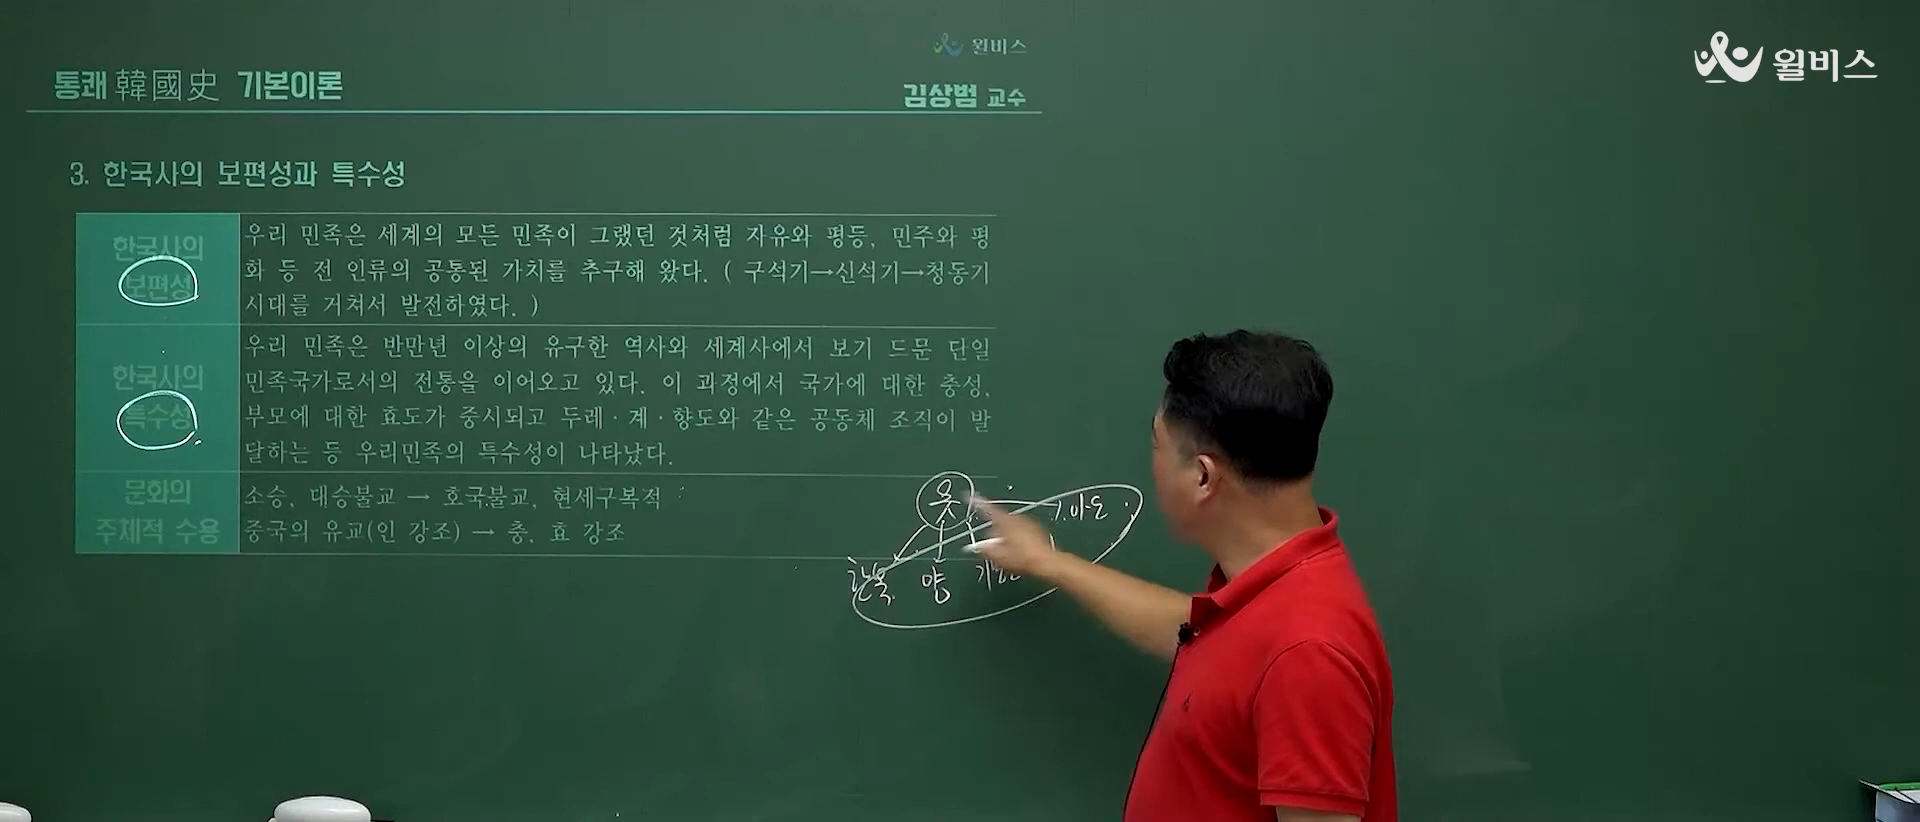 윌비스
윌비스
통쾌 韓國史 기본이론
김상범 교수
3. 한국사의 보편성과 특수성
한국사의
보편성
우리 민족은 세계의 모든 민족이 그랬던 것처럼 자유와 평등, 민주와 평
화 등 전 인류의 공통된 가치를 추구해 왔다. ( 구석기→신석기→청동기
시대를 거쳐서 발전하였다. )
한국사의
특수성
우리 민족은 반만년 이상의 유구한 역사와 세계사에서 보기 드문 단일
민족국가로서의 전통을 이어오고 있다. 이 과정에서 국가에 대한 충성,
부모에 대한 효도가 중시되고 두레·계·향도와 같은 공동체 조직이 발
달하는 등 우리민족의 특수성이 나타났다.
문화의
주체적 수용
소승, 대승불교 → 호국불교, 현세구복적
중국의 유교(인 강조) → 충, 효 강조
옷
한복